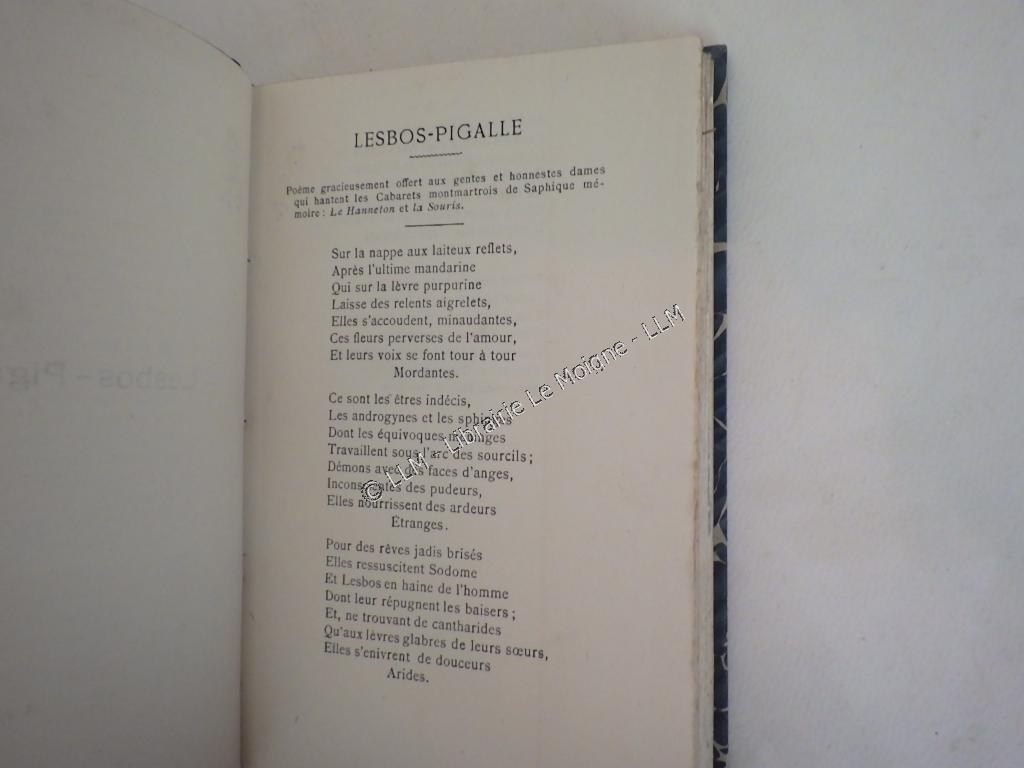 LESBOS-PIGALLE
Poème gracieusement offert aux gentes et honnestes dames
qui hantent les Cabarets montmartrois de Saphique mé-
moire : Le Hanneton et la Souris.
Sur la nappe aux laiteux reflets,
Après l'ultime mandarine
Qui sur la lèvre purpurine
Laisse des relents aigrelets,
Elles s'accoudent, minaudantes,
Ces fleurs perverses de l'amour,
Et leurs voix se font tour à tour
Mordantes.
Ce sont les êtres indécis,
Les androgynes et les sphinges
Dont les équivoques
Travaillent sous l'arc des sourcils ;
Démons avec des faces d'anges,
Inconscientes des pudeurs,
Elles nourrissent des ardeurs
Étranges.
Pour des rêves jadis brisés
Elles ressuscitent Sodome
Et Lesbos en haine de l'homme
Dont leur répugnent les baisers ;
Et, ne trouvant de cantharides
Qu'aux lèvres glabres de leurs sœurs,
Elles s'enivrent de douceurs
Arides.
Lesbos - Pig
© LLM - Librairie Le Moigne - LLM